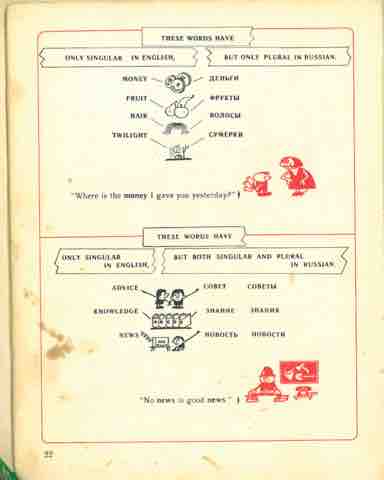 THESE WORDS HAVE
ONLY SINGULAR IN ENGLISH,
BUT ONLY PLURAL IN RUSSIAN.
MONEY ДЕНЬГИ
FRUIT ФРУКТЫ
HAIR ВОЛОСЫ
TWILIGHT СУМЕРКИ
"Where is the money I gave you yesterday?"
THESE WORDS HAVE
ONLY SINGULAR
IN ENGLISH,
BUT BOTH SINGULAR AND PLURAL
IN RUSSIAN.
ADVICE СОВЕТ СОВЕТЫ
KNOWLEDGE ЗНАНИЕ ЗНАНИЯ
NEWS НОВОСТЬ НОВОСТИ
"No news is good news"
22